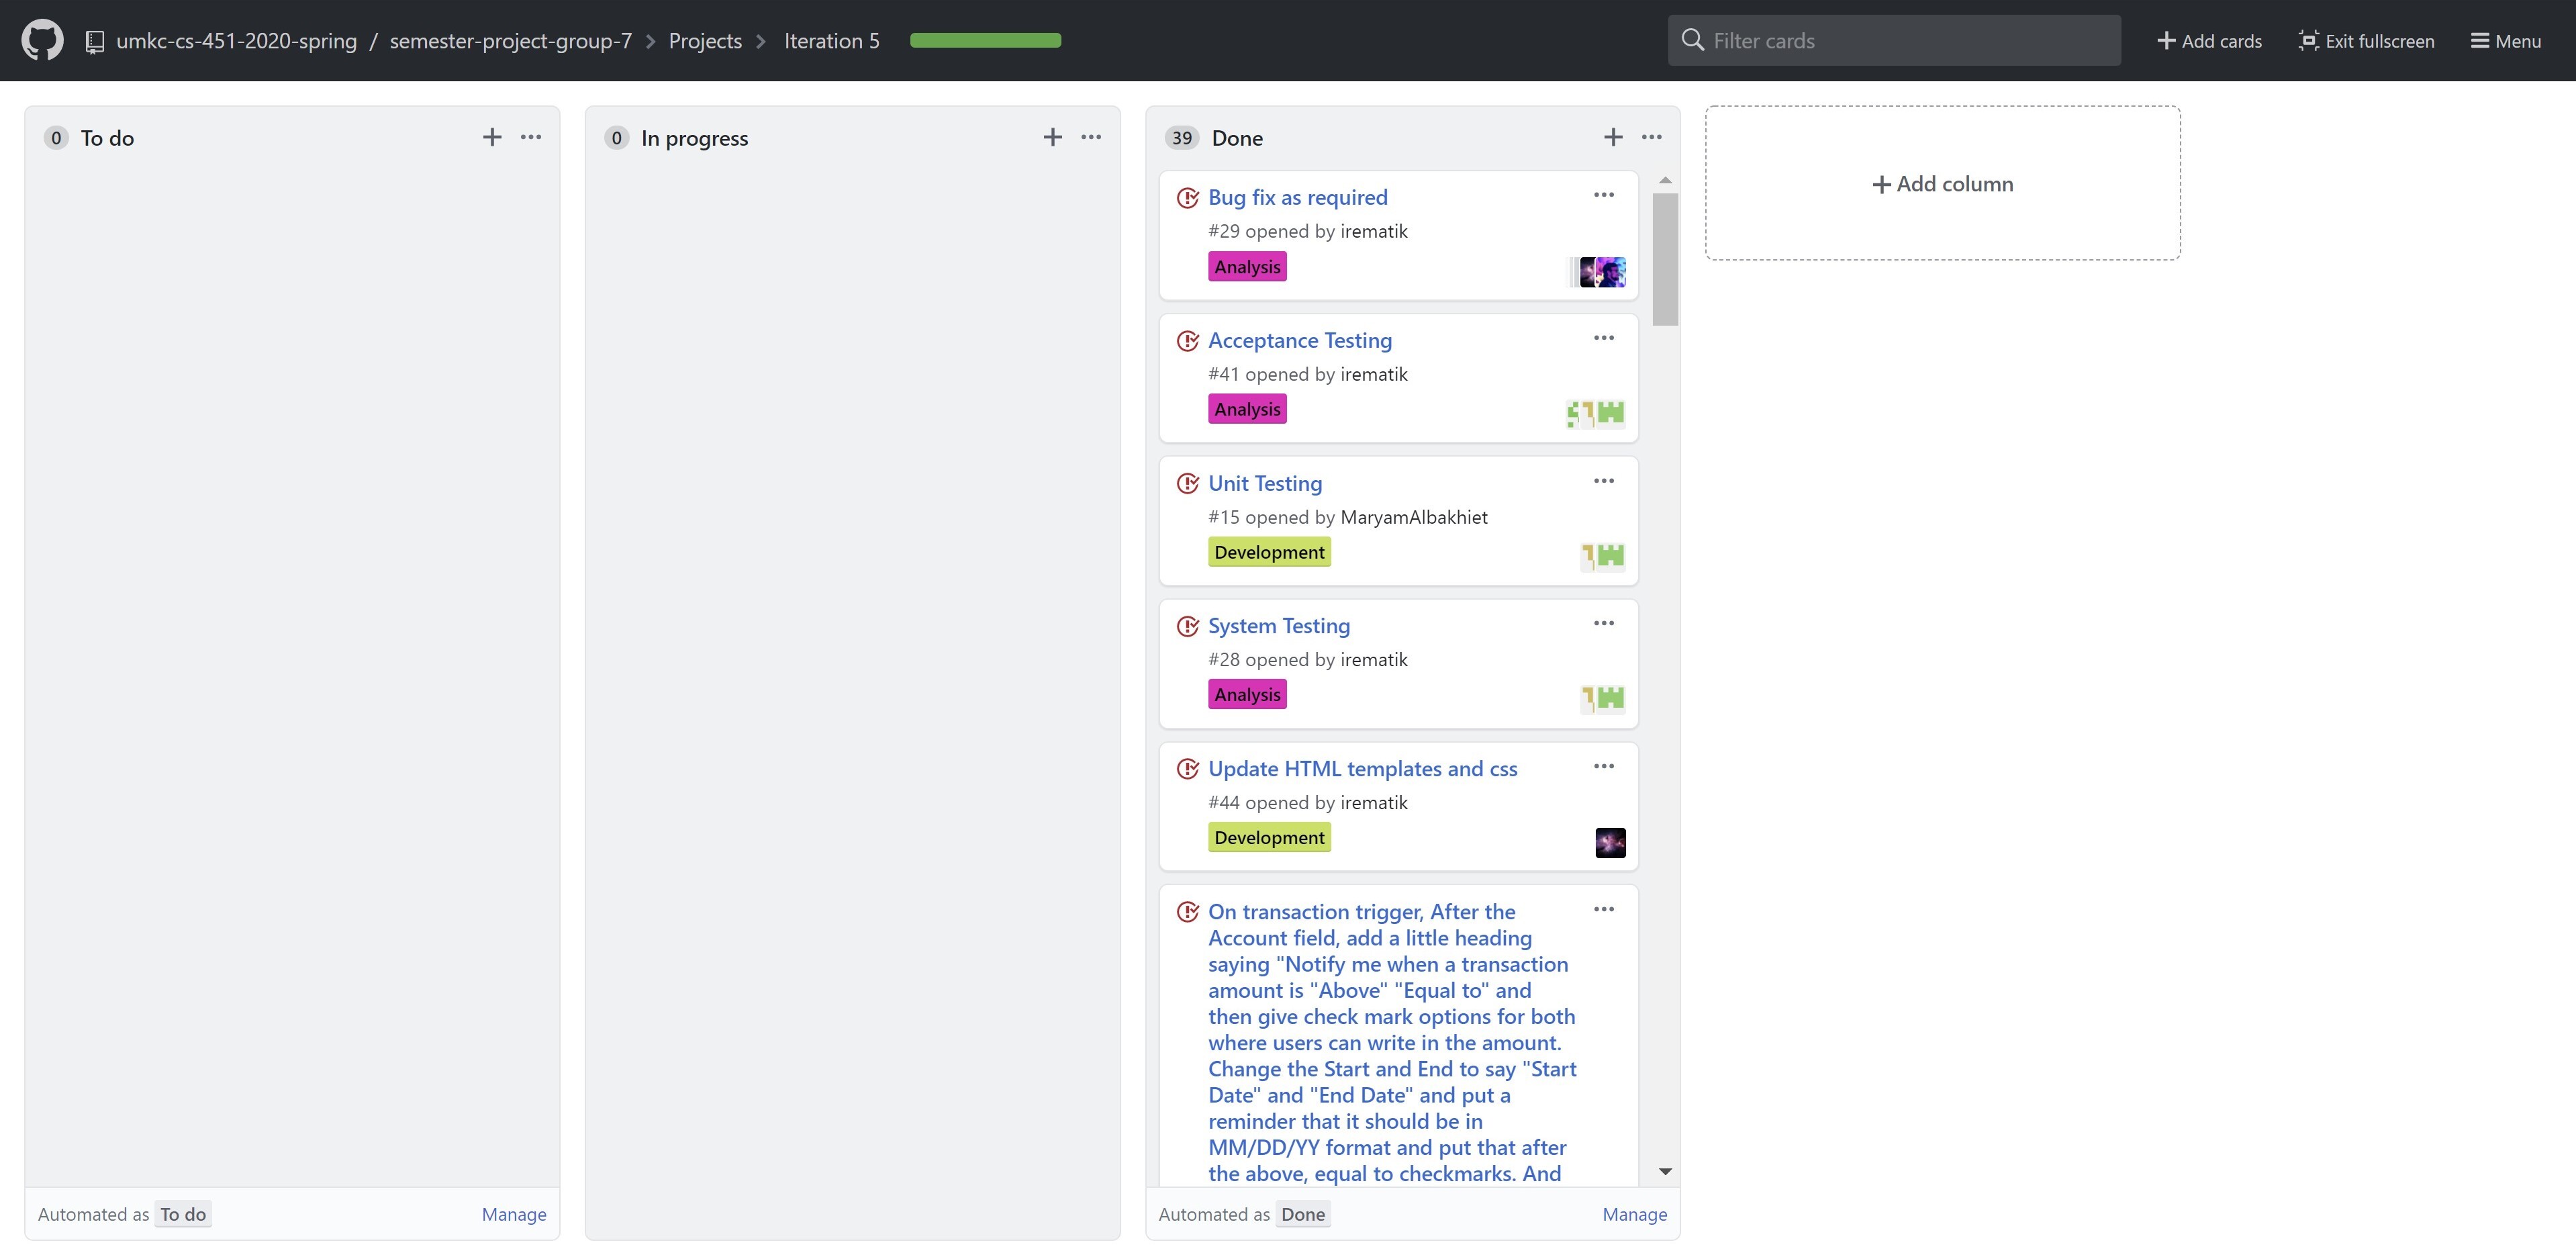 umkc-cs-451-2020-spring / semester-project-group-7 > Projects > Iteration 5
Filter cards
+ Add cards
Exit fullscreen
Menu
0 To do
0 In progress
39 Done
Bug fix as required
#29 opened by irematik
Analysis
Acceptance Testing
#41 opened by irematik
Analysis
Unit Testing
#15 opened by MaryamAlbakhiet
Development
System Testing
#28 opened by irematik
Analysis
Update HTML templates and css
#44 opened by irematik
Development
On transaction trigger, After the
Account field, add a little heading
saying "Notify me when a transaction
amount is "Above" "Equal to" and
then give check mark options for both
where users can write in the amount.
Change the Start and End to say "Start
Date" and "End Date" and put a
reminder that it should be in
MM/DD/YY format and put that after
the above, equal to checkmarks. And
+ Add column
Automated as To do
Manage
Automated as Done
Manage